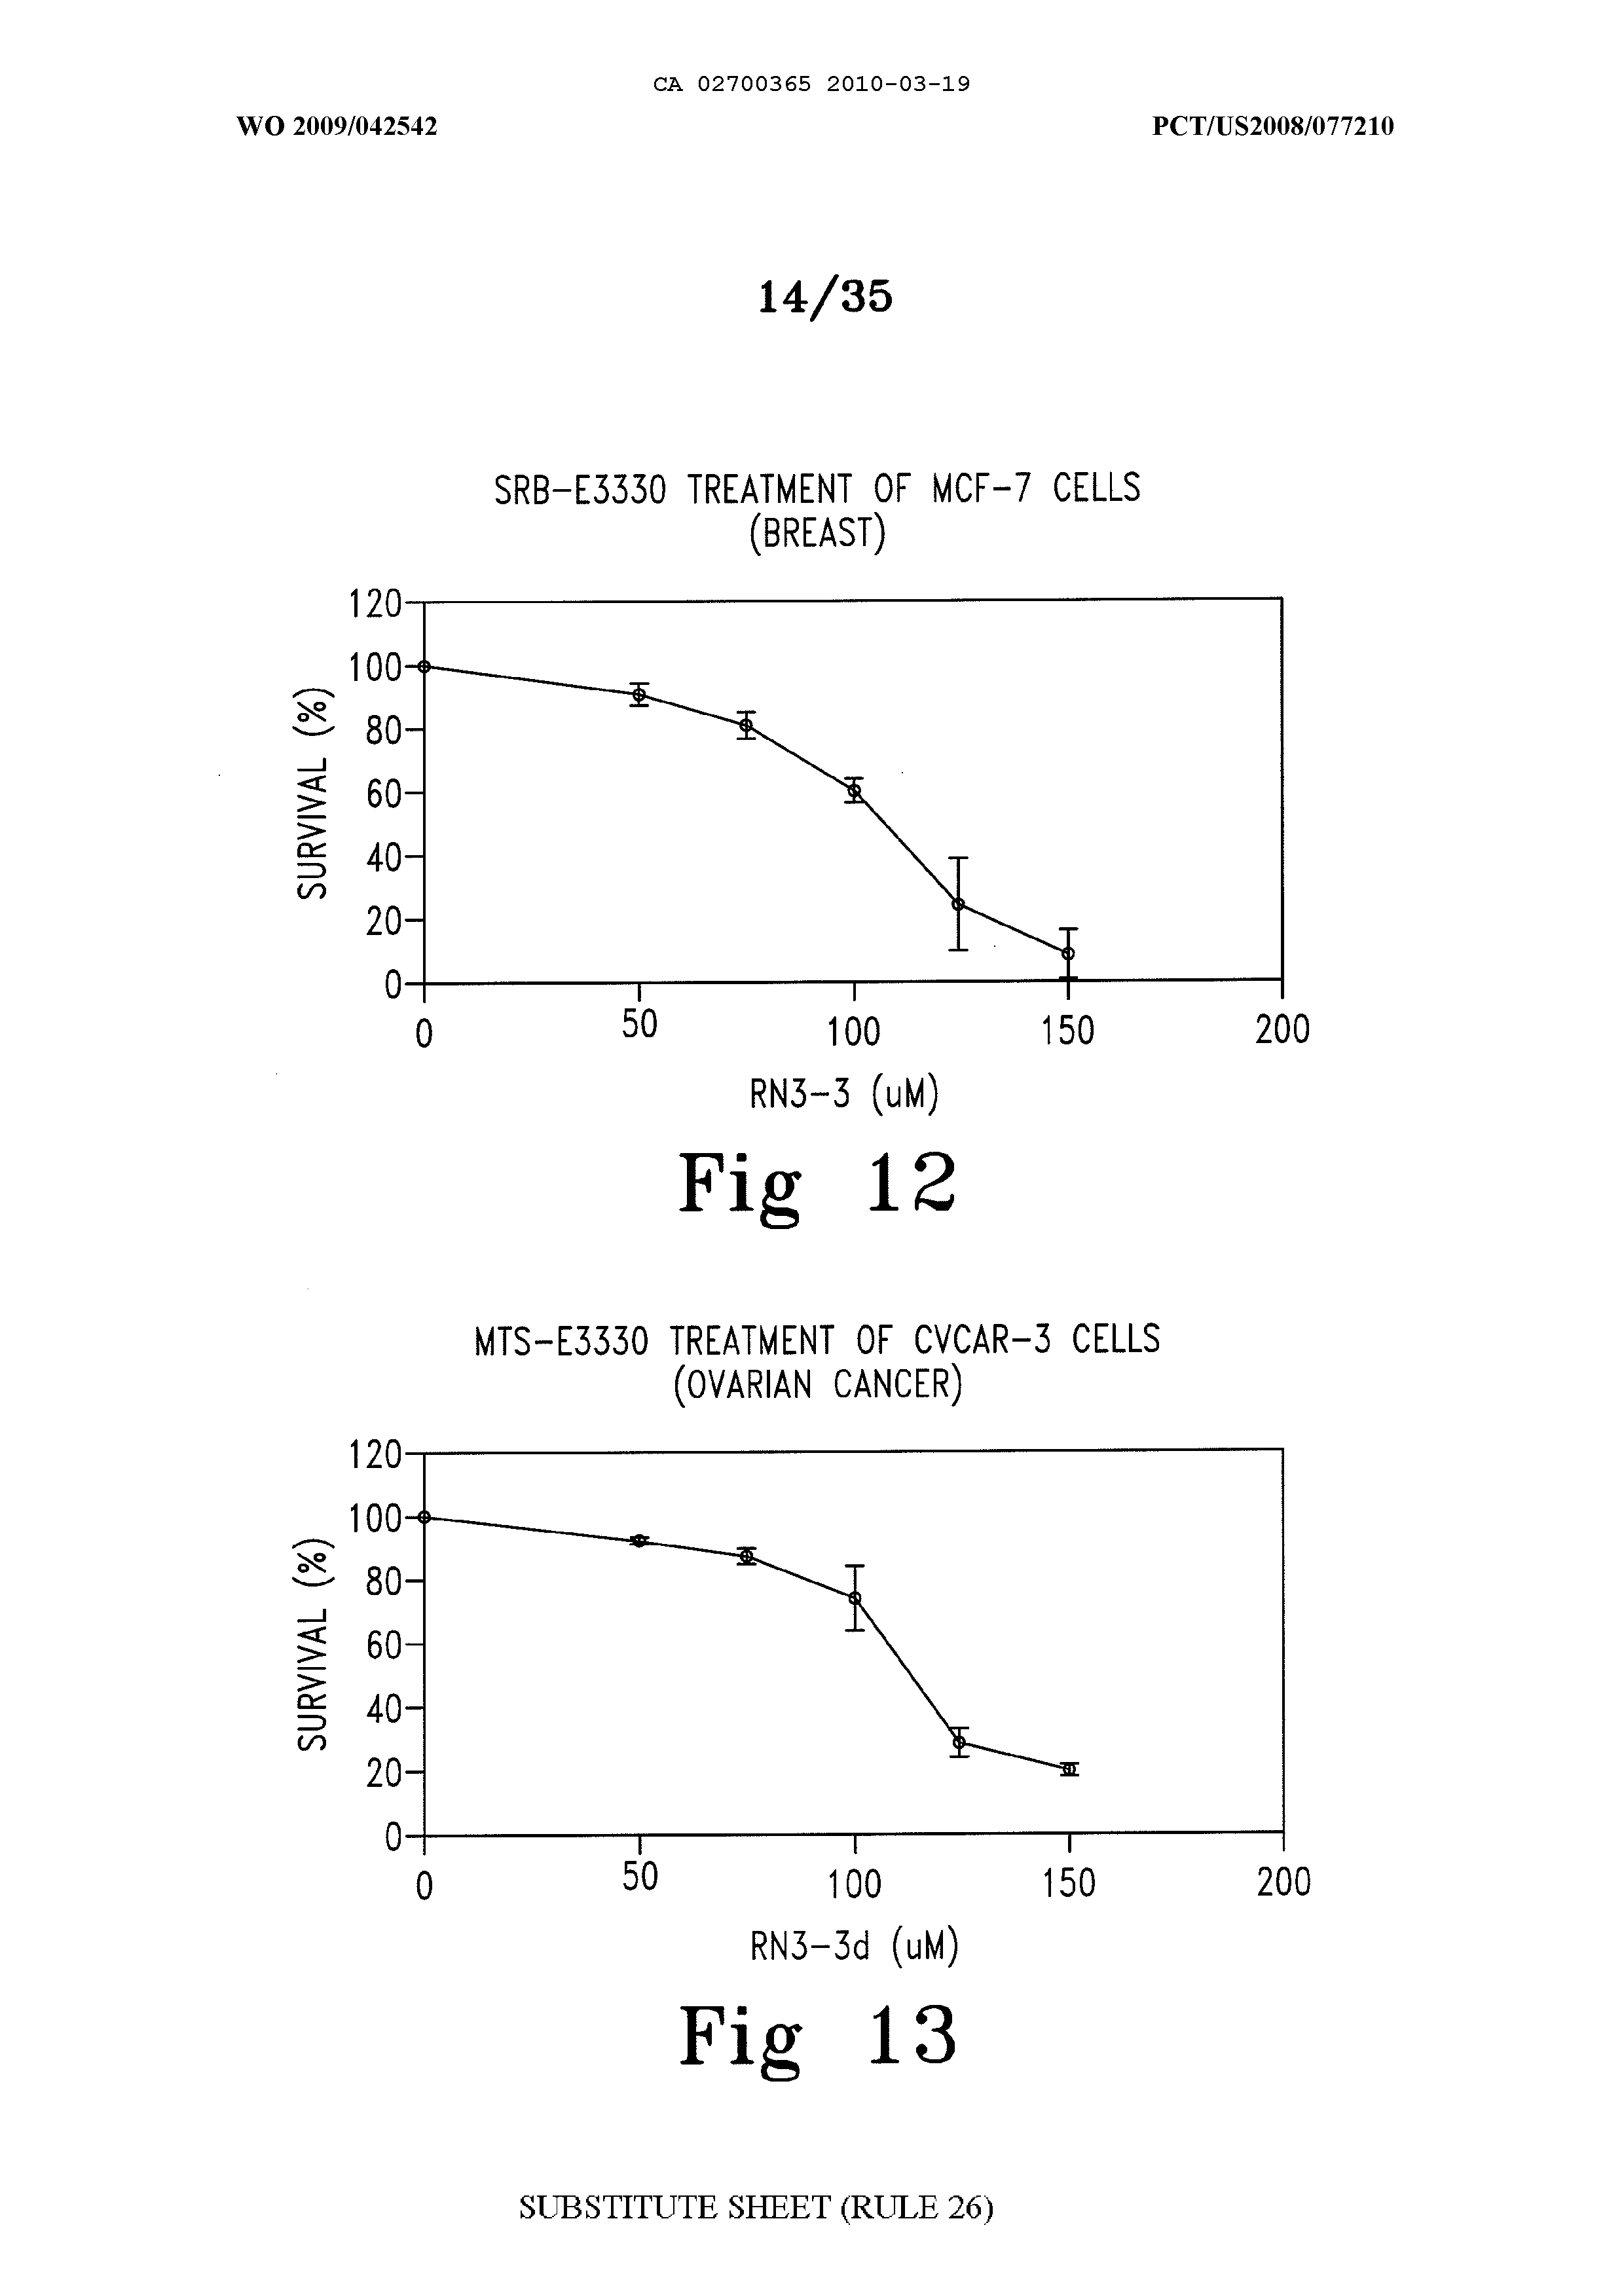 CA 02700365 2010-03-19
WO 2009/042542 PCT/US2008/077210
14/35
SRB-E3330 TREATMENT OF MCF-7 CELLS
(BREAST)
120
100
80
60
40
20
0
SURVIVAL (%)
0 50 100 150 200
RN3-3 (uM)
Fig 12
MTS-E3330 TREATMENT OF CVCAR-3 CELLS
(OVARIAN CANCER)
120
100
80
60
40
20
0
SURVIVAL (%)
0 50 100 150 200
RN3-3d (uM)
Fig 13
SUBSTITUTE SHEET (RULE 26)